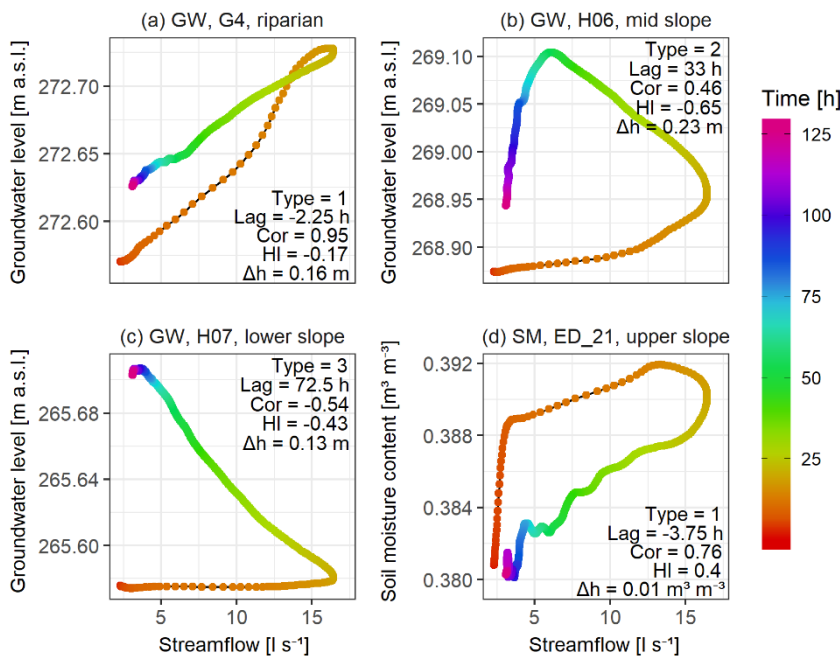 (a) GW, G4, riparian
Groundwater level [m a.s.l.]
272.70
272.65
272.60
Type = 1
Lag = -2.25 h
Cor = 0.95
HI = -0.17
Δh = 0.16 m
(b) GW, H06, mid slope
Groundwater level [m a.s.l.]
269.10
269.05
269.00
268.95
268.90
Type = 2
Lag = 33 h
Cor = 0.46
HI = -0.65
Δh = 0.23 m
(c) GW, H07, lower slope
Groundwater level [m a.s.l.]
265.68
265.64
265.60
Type = 3
Lag = 72.5 h
Cor = -0.54
HI = -0.43
Δh = 0.13 m
5 10 15
Streamflow [l s⁻¹]
(d) SM, ED_21, upper slope
Soil moisture content [m³ m⁻³]
0.392
0.388
0.384
0.380
Type = 1
Lag = -3.75 h
Cor = 0.76
HI = 0.4
Δh = 0.01 m³ m⁻³
5 10 15
Streamflow [l s⁻¹]
Time [h]
125
100
75
50
25